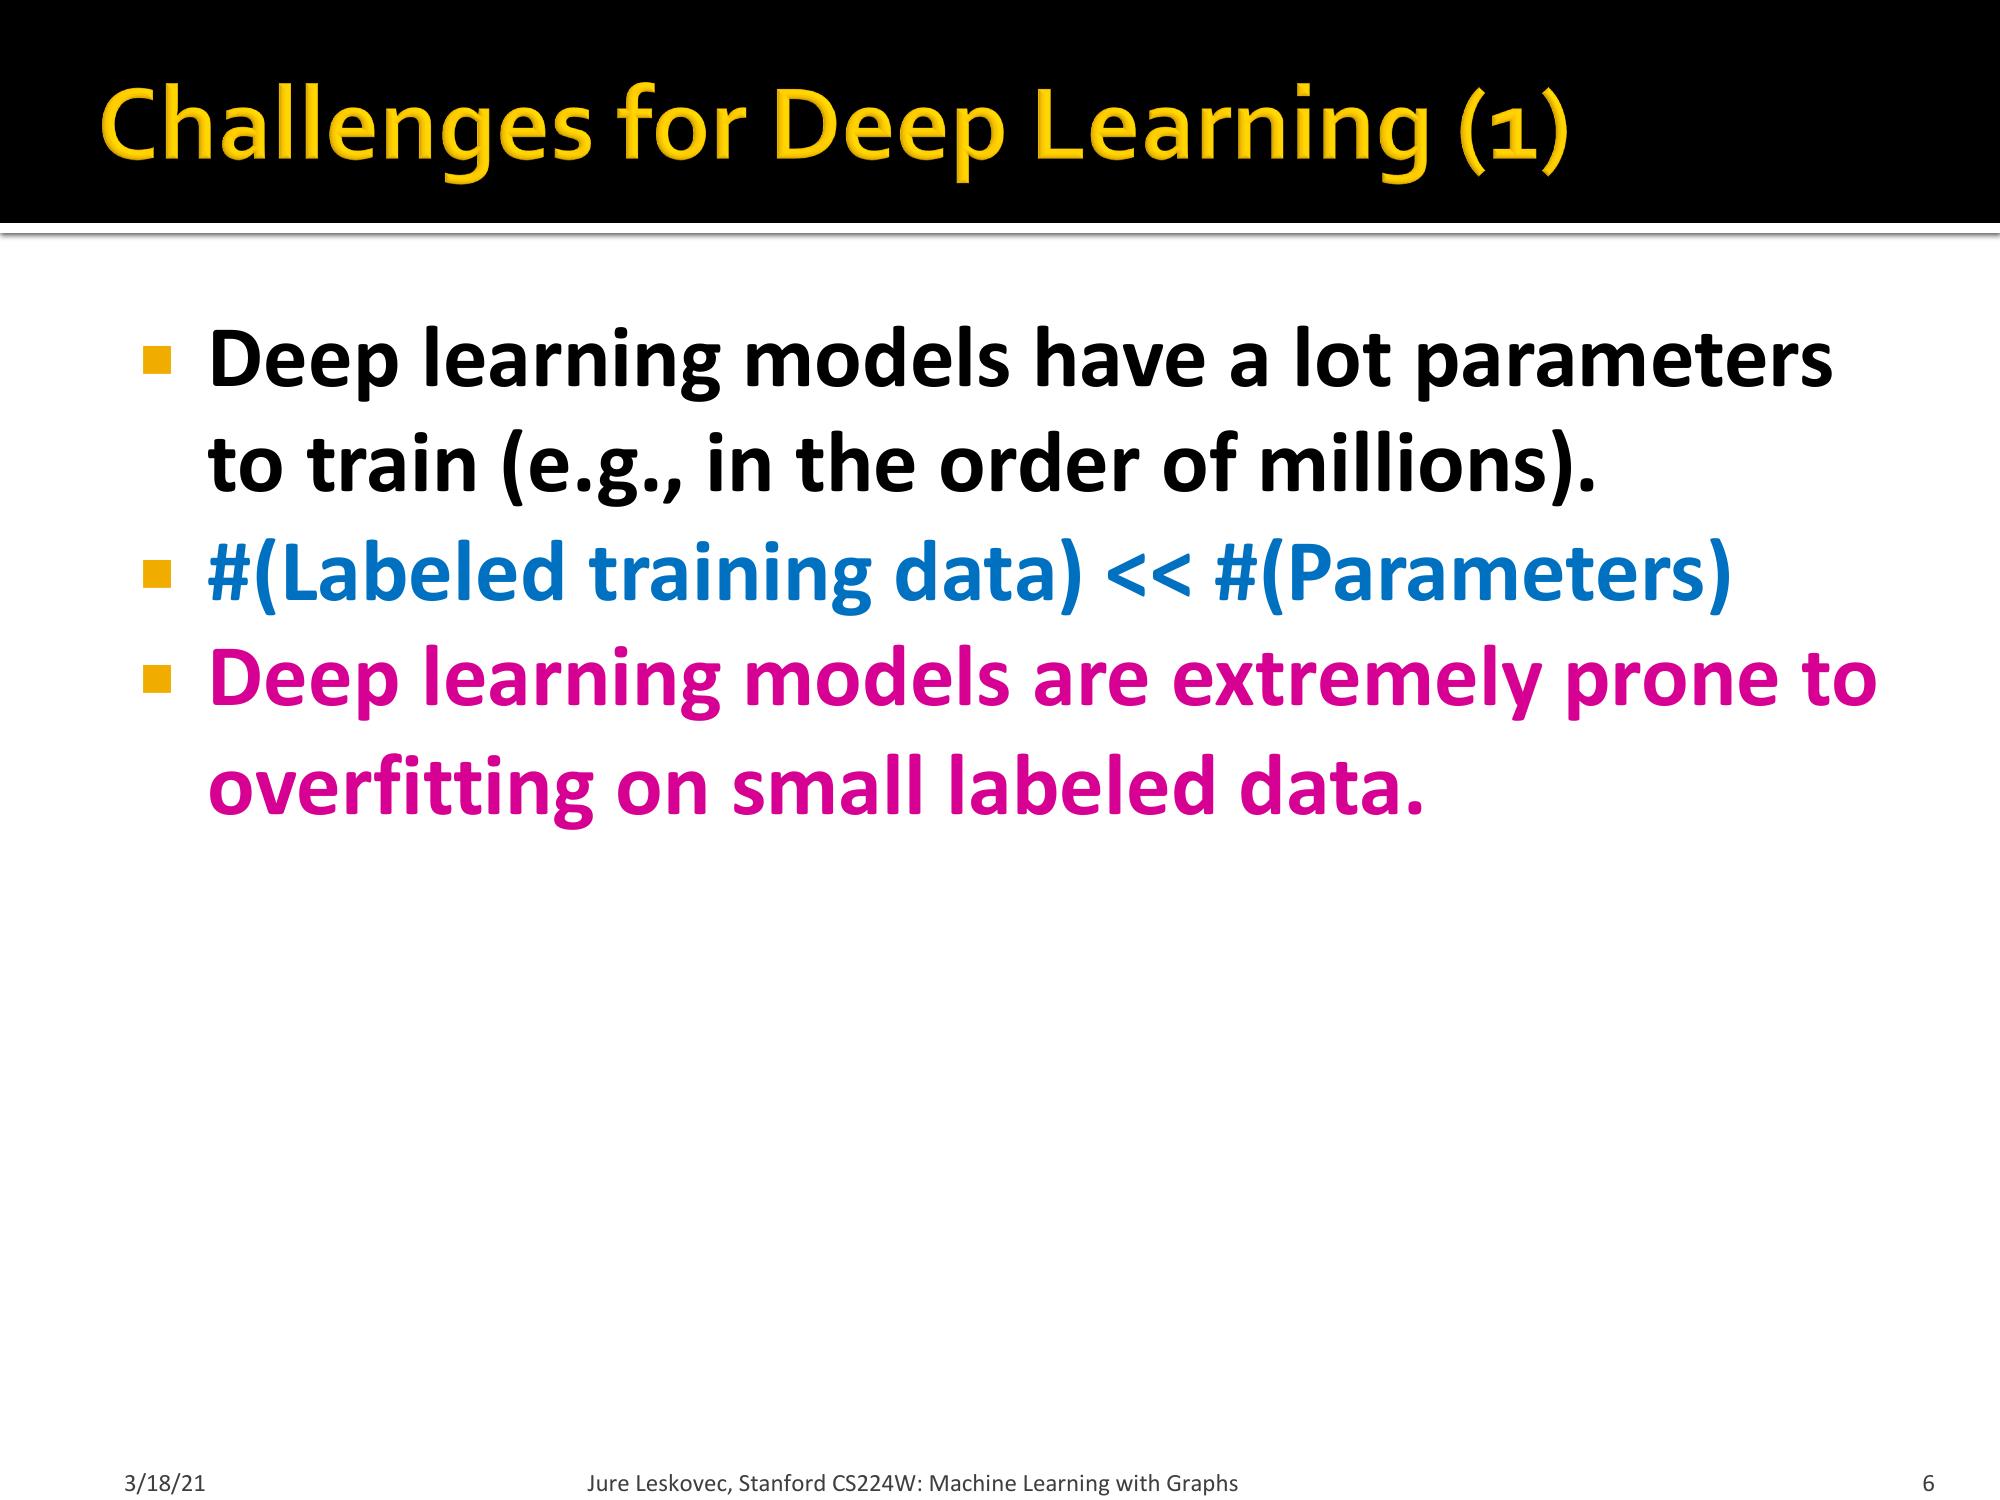 Challenges for Deep Learning (1)
Deep learning models have a lot parameters
to train (e.g., in the order of millions).
#(Labeled training data) << #(Parameters)
Deep learning models are extremely prone to
overfitting on small labeled data.
3/18/21
Jure Leskovec, Stanford CS224W: Machine Learning with Graphs
6